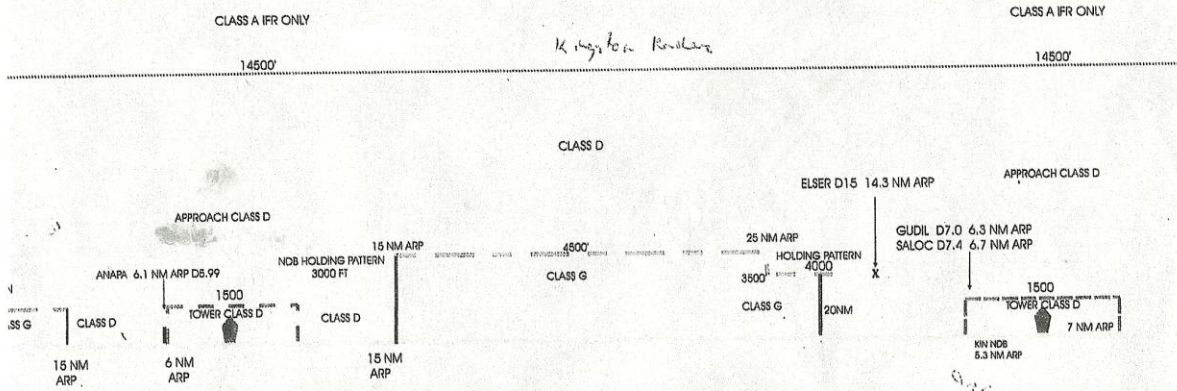 CLASS A IFR ONLY
CLASS A IFR ONLY
14500'
14500'
CLASS D
ELSER D15 14.3 NM ARP
APPROACH CLASS D
APPROACH CLASS D
GUDIL D7.0 6.3 NM ARP
SALOC D7.4 6.7 NM ARP
15 NM ARP
4500'
25 NM ARP
ANAPA 6.1 NM ARP D5.99
NDB HOLDING PATTERN
3000 FT
HOLDING PATTERN
4000
CLASS G
3500'
X
1500
1500
TOWER CLASS D
TOWER CLASS D
CLASS D
CLASS D
CLASS G
20NM
7 NM ARP
KIN NDB
5.3 NM ARP
15 NM
ARP
6 NM
ARP
15 NM
ARP